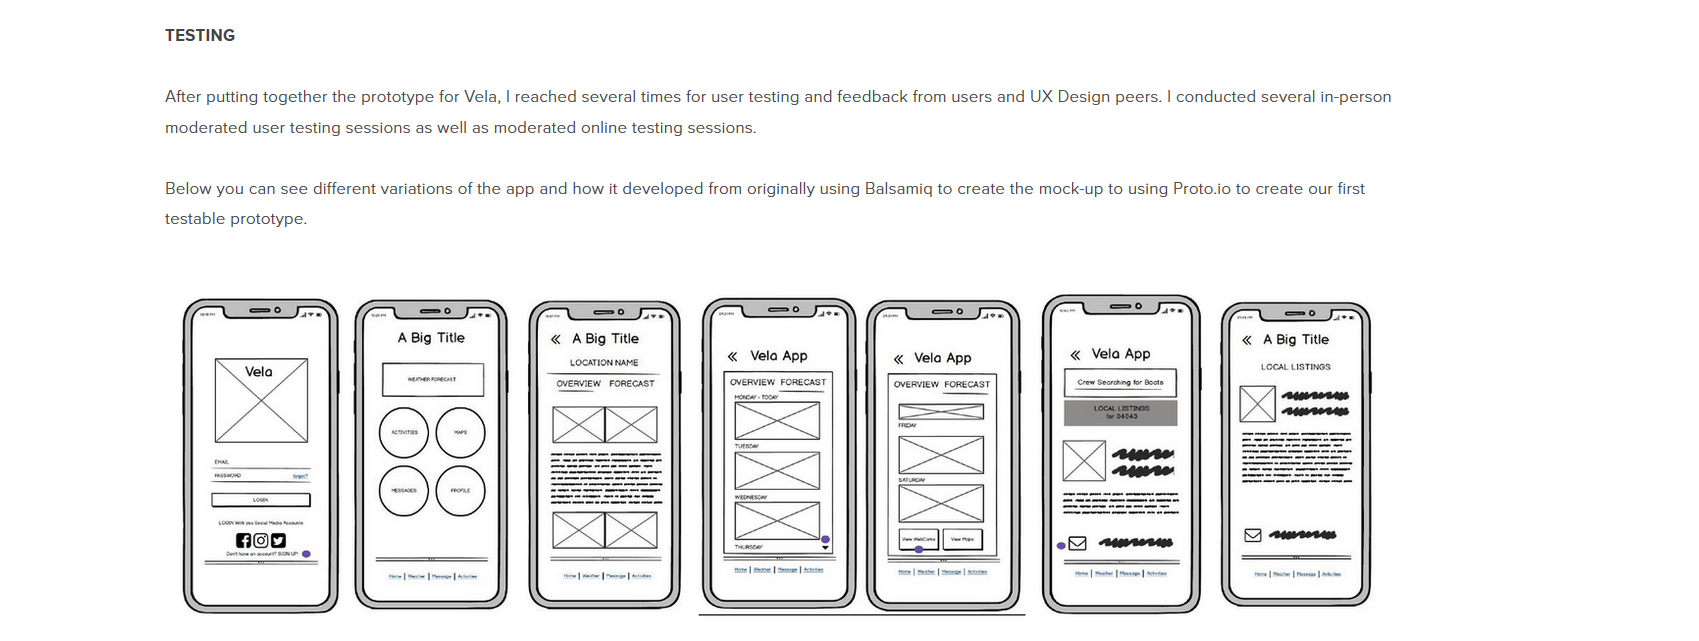 TESTING
After putting together the prototype for Vela, I reached several times for user testing and feedback from users and UX Design peers. I conducted several in-person
moderated user testing sessions as well as moderated online testing sessions.
Below you can see different variations of the app and how it developed from originally using Balsamiq to create the mock-up to using Proto.io to create our first
testable prototype.
Vela
EMAIL
PASSWORD forgot?
LOGIN
LOGIN With you Social Media Accounts
Don't have an account? SIGN UP!
A Big Title
WEATHER FORECAST
ACTIVITIES MAPS
MESSAGES PROFILE
Home | Weather | Message | Activities
A Big Title
LOCATION NAME
OVERVIEW FORECAST
Home | Weather | Message | Activities
Vela App
OVERVIEW FORECAST
MONDAY - TODAY
TUESDAY
WEDNESDAY
THURSDAY
Home | Weather | Message | Activities
Vela App
OVERVIEW FORECAST
FRIDAY
SATURDAY
View WebCams View Maps
Home | Weather | Message | Activities
Vela App
Crew Searching for Boats
LOCAL LISTINGS
for 04043
Home | Weather | Message | Activities
A Big Title
LOCAL LISTINGS
Home | Weather | Message | Activities